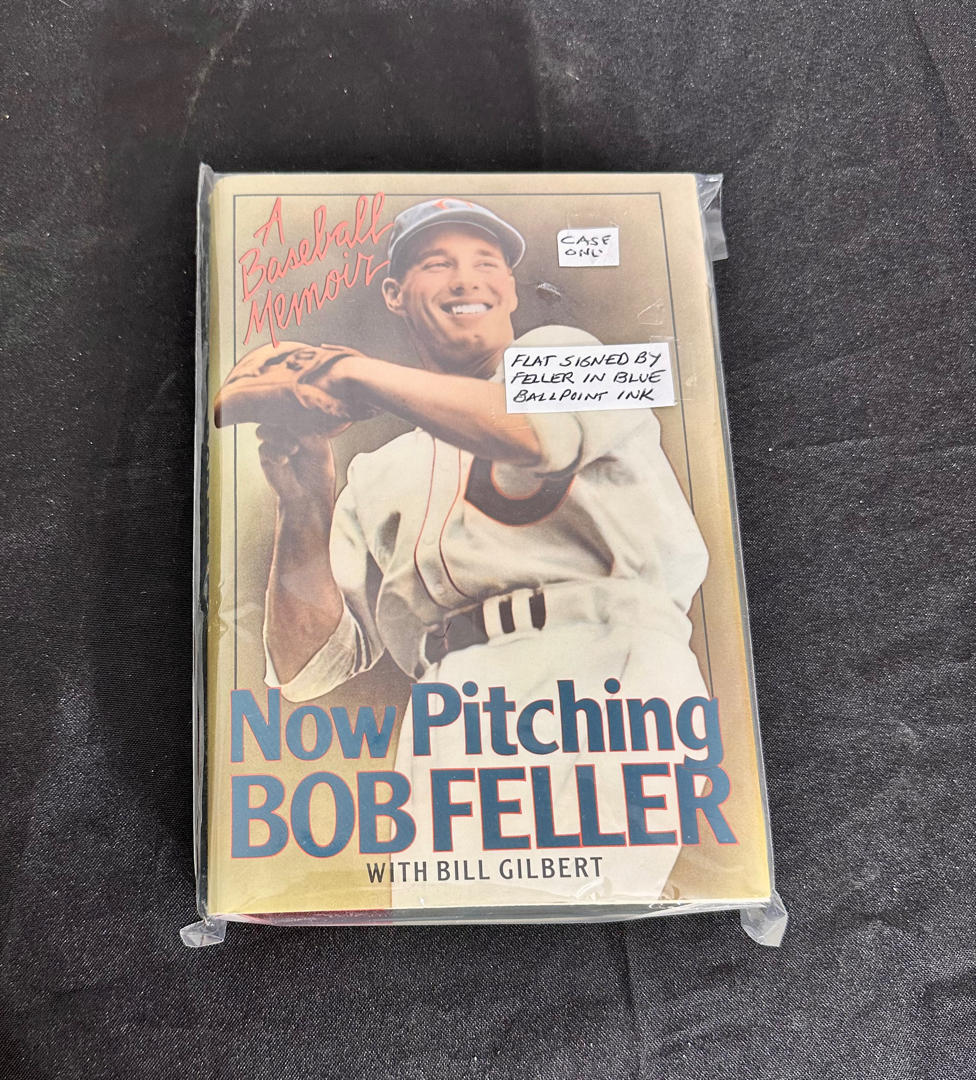 A
Baseball
Memoir
CASE
ONLY
FLAT SIGNED BY
FELLER IN BLUE
BALLPOINT INK
Now Pitching
BOB FELLER
WITH BILL GILBERT